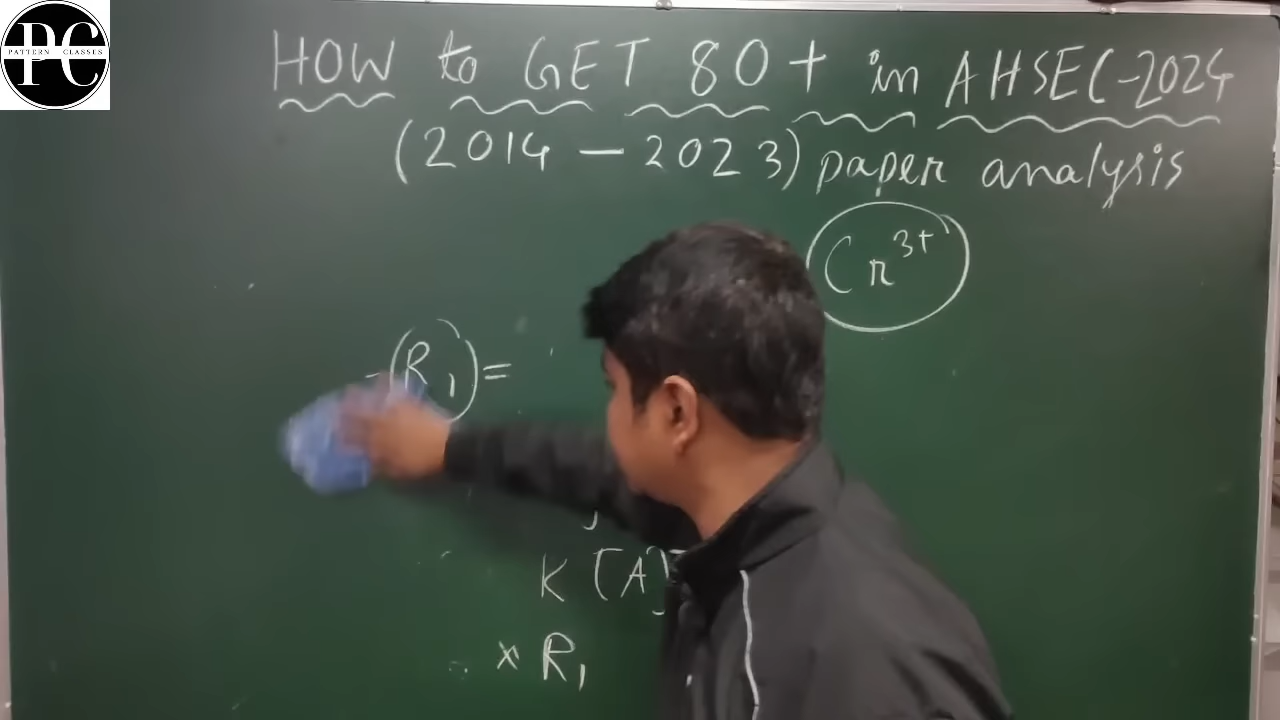 PC
PATTERN CLASSES
HOW to GET 80+ in AHSEC-2024
(2014 – 2023) paper analysis
Cr³⁺
(R₁) =
K [A]
× R₁